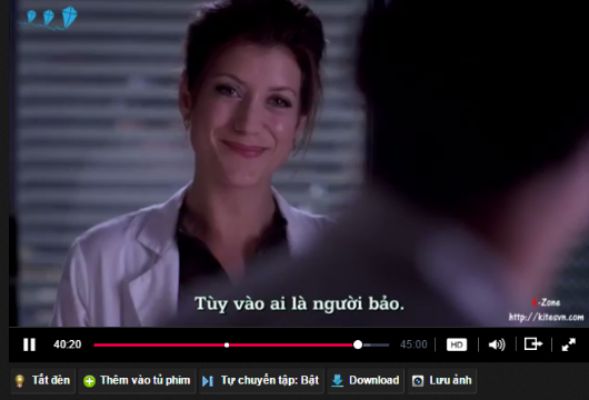 Tùy vào ai là người bảo.
K-Zone
http://kitesvn.com
40:20
45:00
HD
Tắt đèn
Thêm vào tủ phim
Tự chuyển tập: Bật
Download
Lưu ảnh